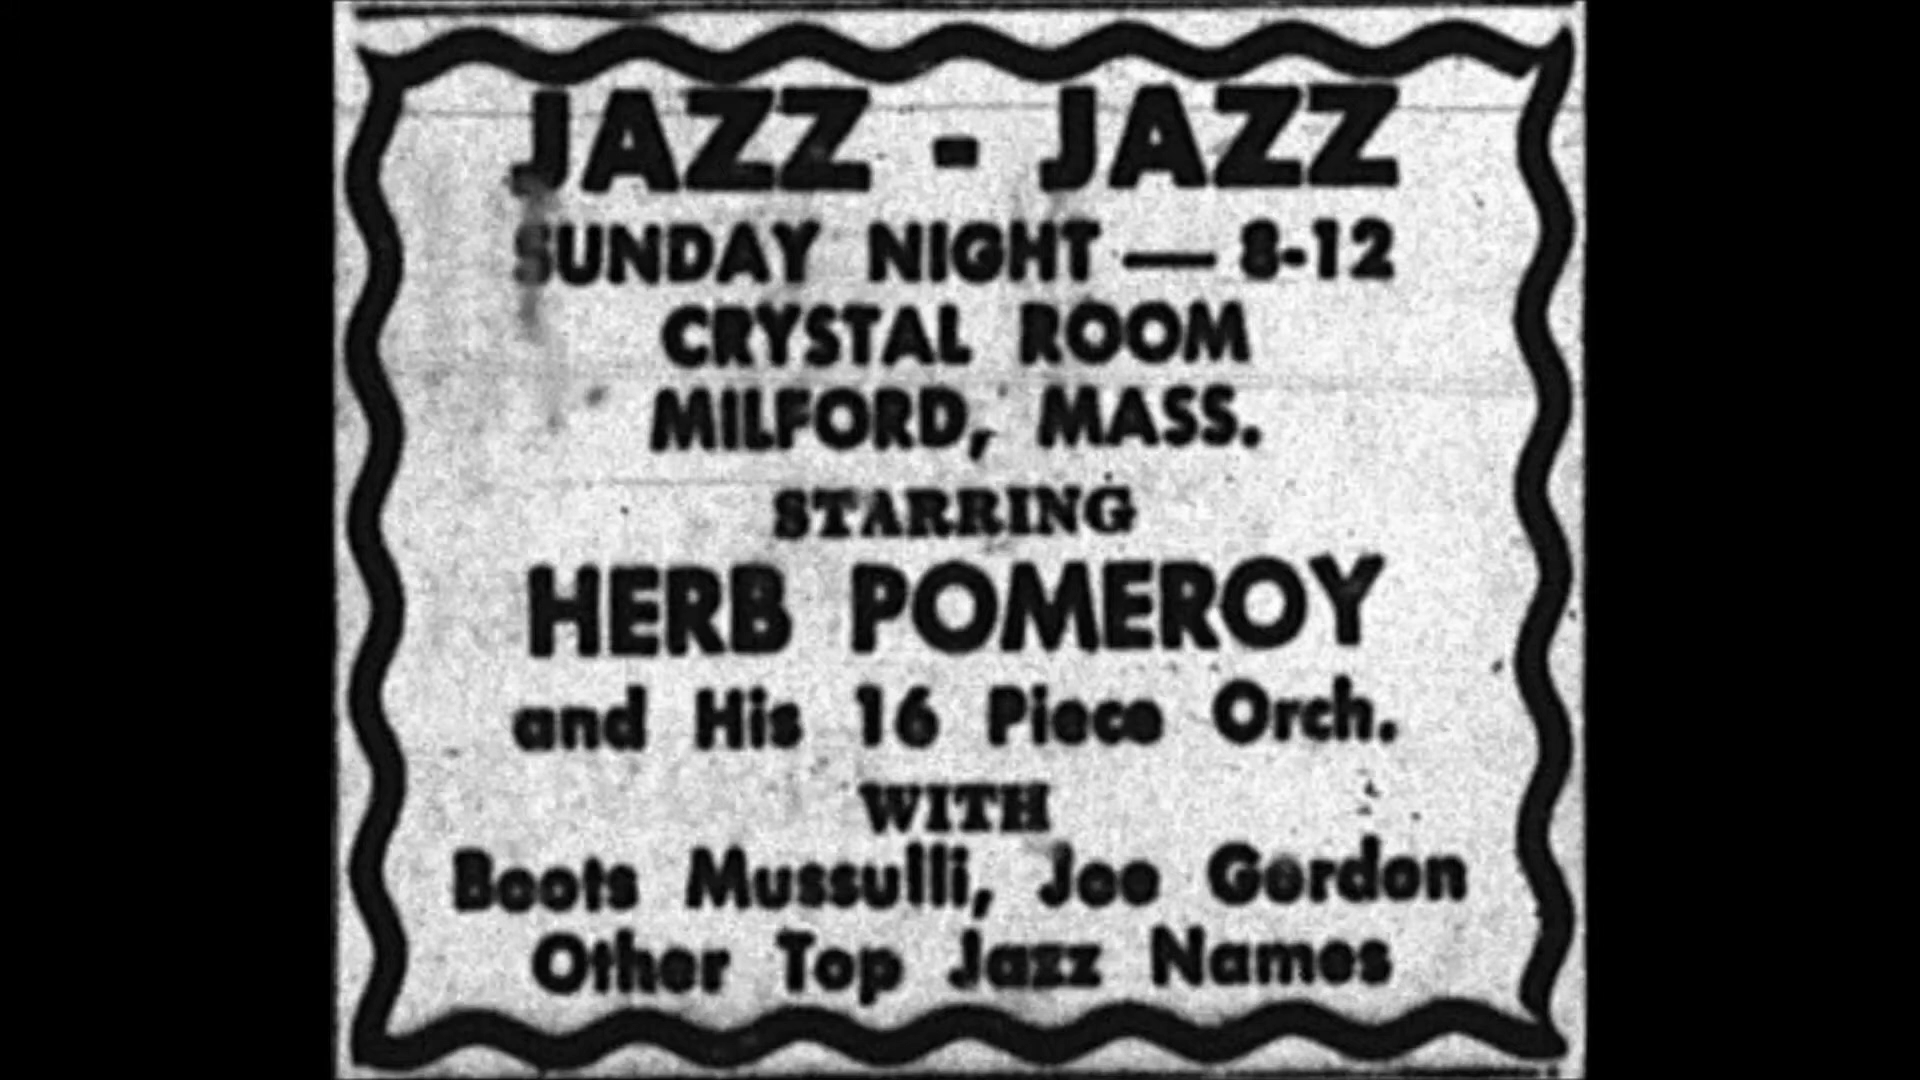 JAZZ - JAZZ
SUNDAY NIGHT — 8-12
CRYSTAL ROOM
MILFORD, MASS.
STARRING
HERB POMEROY
and His 16 Piece Orch.
WITH
Boots Mussulli, Joe Gordon
Other Top Jazz Names